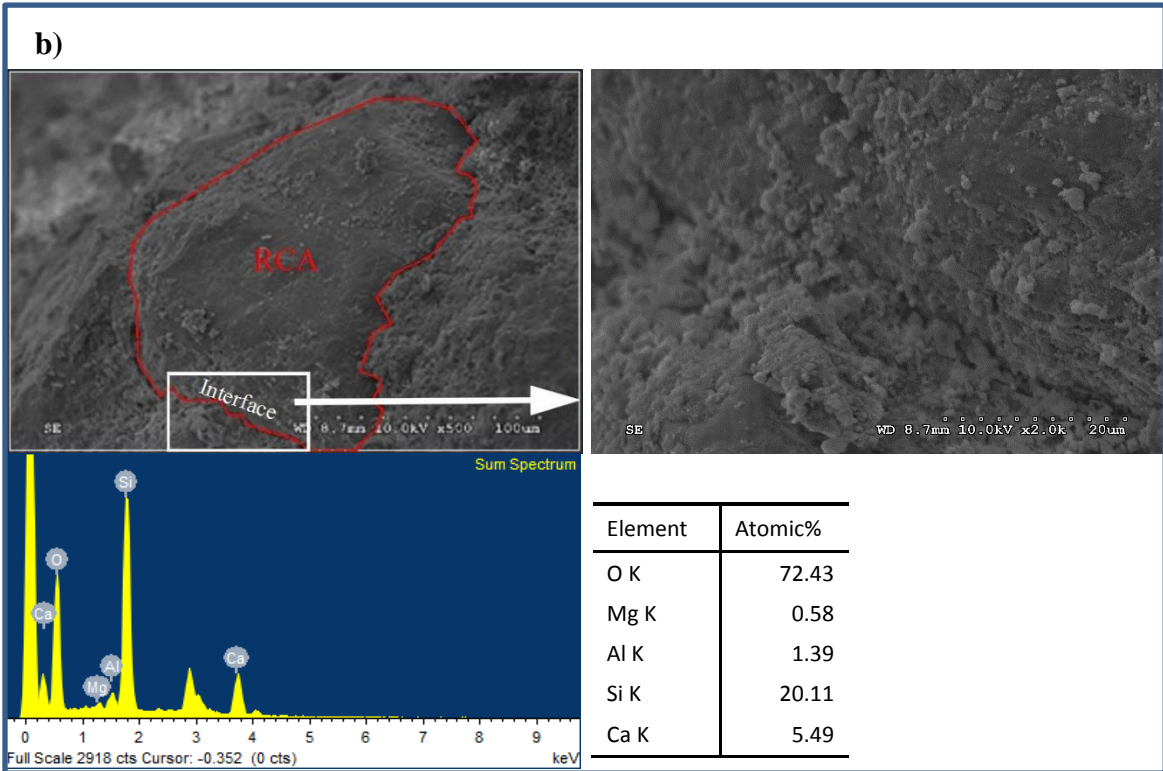 b)
RCA
Interface
SE WD 8.7mm 10.0kV x500 100um
SE WD 8.7mm 10.0kV x2.0k 20um
Sum Spectrum
Si
O
Ca
Al
Mg
Ca
0 1 2 3 4 5 6 7 8 9
Full Scale 2918 cts Cursor: -0.352 (0 cts) keV
Element Atomic%
O K 72.43
Mg K 0.58
Al K 1.39
Si K 20.11
Ca K 5.49